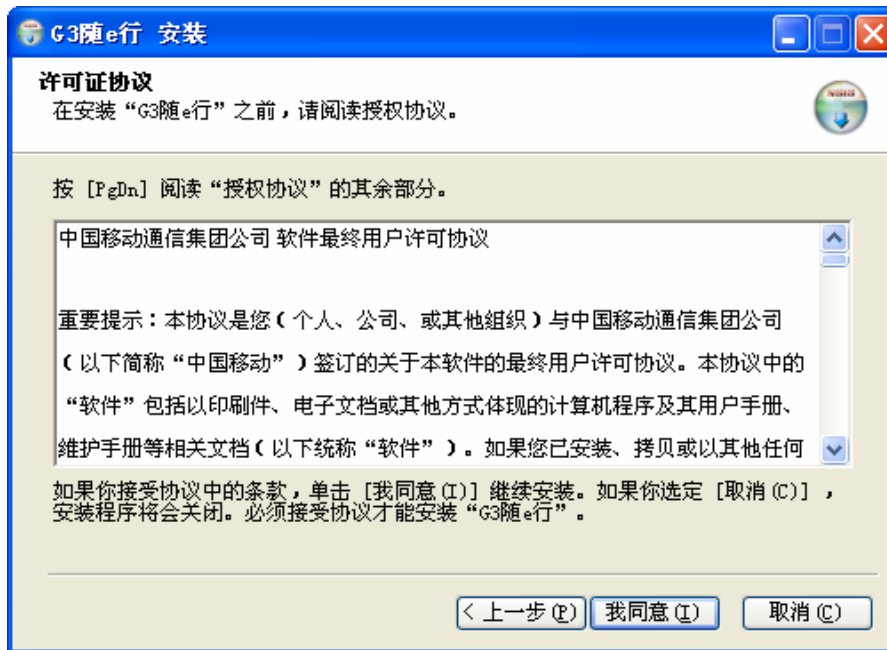 G3随e行 安装
许可证协议
在安装“G3随e行”之前，请阅读授权协议。
按 [PgDn] 阅读“授权协议”的其余部分。
中国移动通信集团公司 软件最终用户许可协议
重要提示：本协议是您（个人、公司、或其他组织）与中国移动通信集团公司
（以下简称“中国移动”）签订的关于本软件的最终用户许可协议。本协议中的
“软件”包括以印刷件、电子文档或其他方式体现的计算机程序及其用户手册、
维护手册等相关文档（以下统称“软件”）。如果您已安装、拷贝或以其他任何
如果你接受协议中的条款，单击 [我同意(I)] 继续安装。如果你选定 [取消(C)] ，
安装程序将会关闭。必须接受协议才能安装“G3随e行”。
< 上一步(P) 我同意(I) 取消(C)